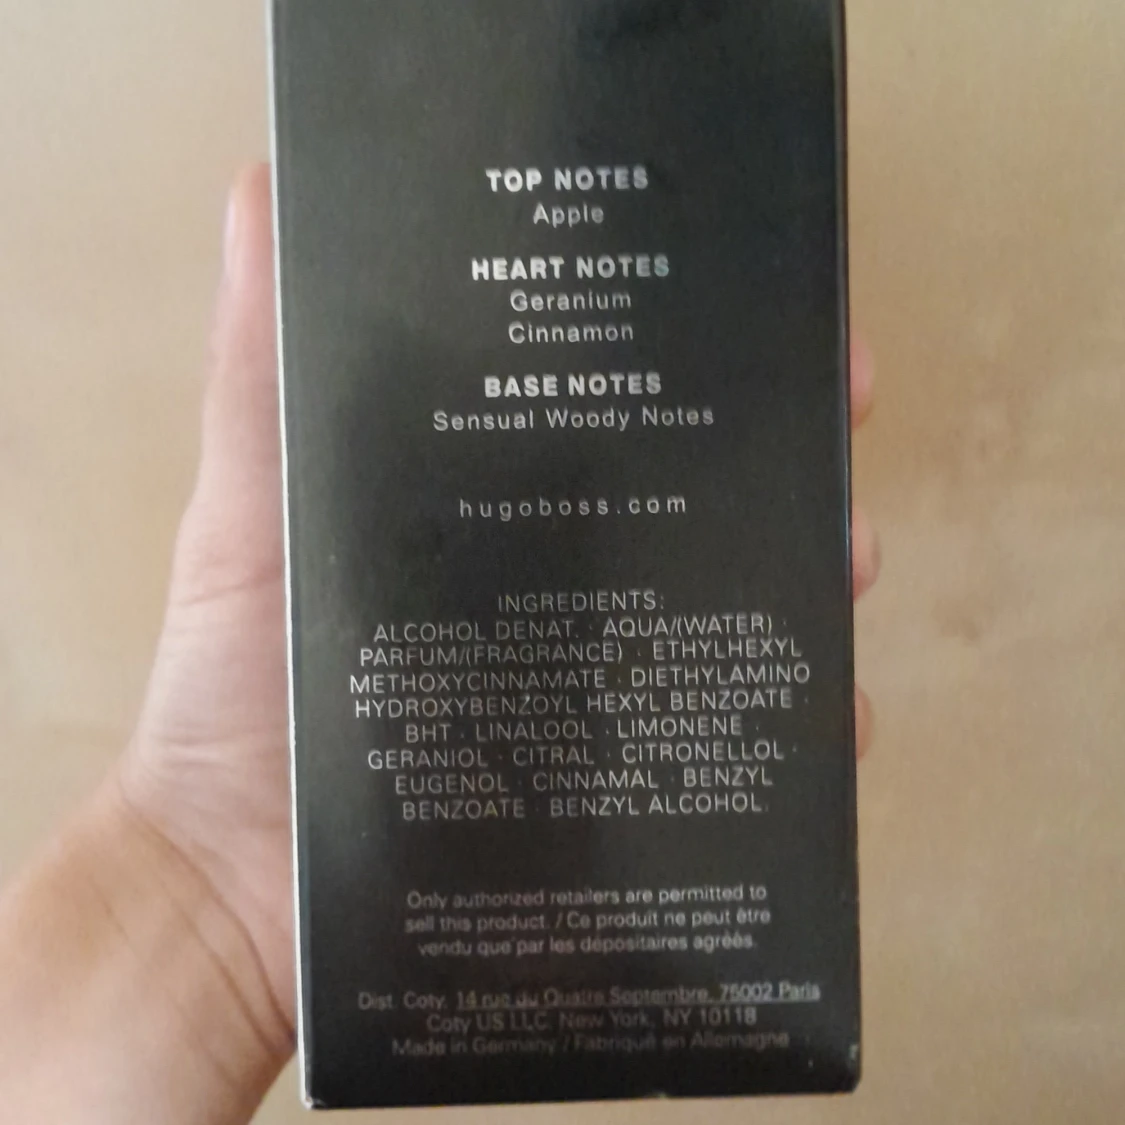 TOP NOTES
Apple
HEART NOTES
Geranium
Cinnamon
BASE NOTES
Sensual Woody Notes
hugoboss.com
INGREDIENTS:
ALCOHOL DENAT. · AQUA/(WATER) ·
PARFUM/(FRAGRANCE) · ETHYLHEXYL
METHOXYCINNAMATE · DIETHYLAMINO
HYDROXYBENZOYL HEXYL BENZOATE ·
BHT · LINALOOL · LIMONENE ·
GERANIOL · CITRAL · CITRONELLOL ·
EUGENOL · CINNAMAL · BENZYL
BENZOATE · BENZYL ALCOHOL.
Only authorized retailers are permitted to
sell this product. / Ce produit ne peut être
vendu que par les dépositaires agréés.
Dist. Coty, 14 rue du Quatre Septembre, 75002 Paris
Coty US LLC, New York, NY 10118
Made in Germany / Fabriqué en Allemagne